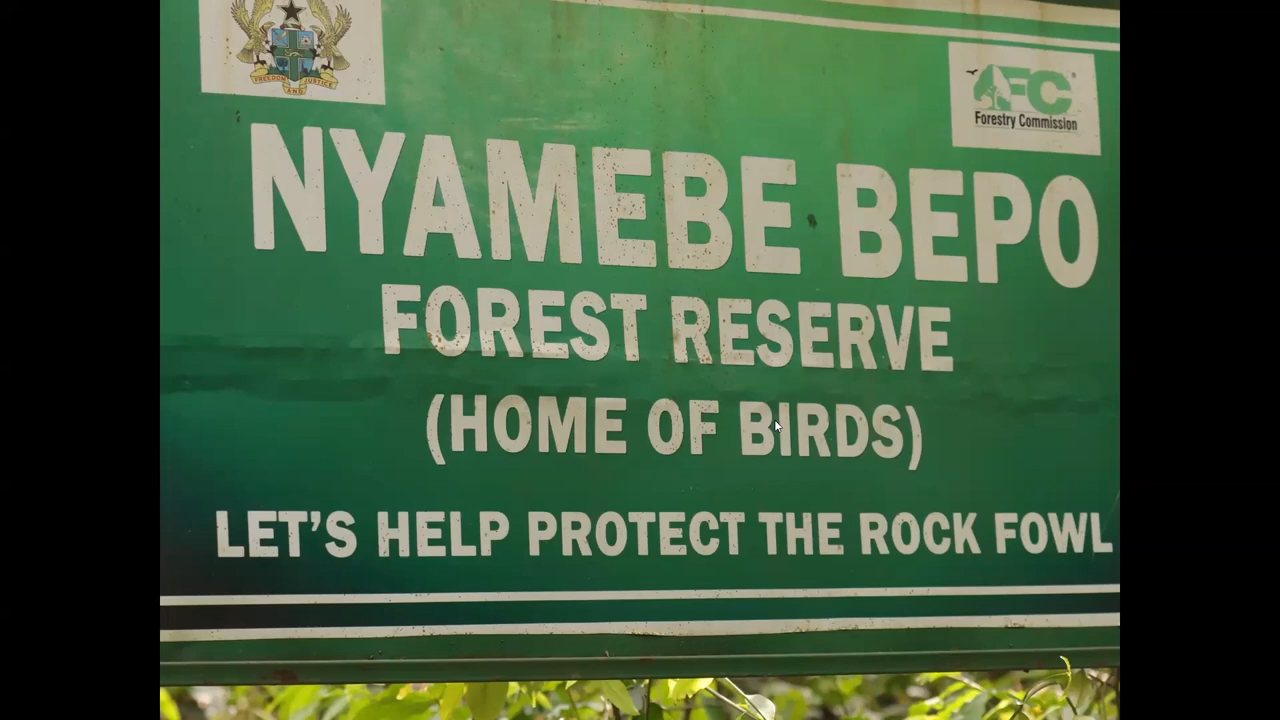 FREEDOM AND JUSTICE
FC
Forestry Commission
NYAMEBE BEPO
FOREST RESERVE
(HOME OF BIRDS)
LET'S HELP PROTECT THE ROCK FOWL